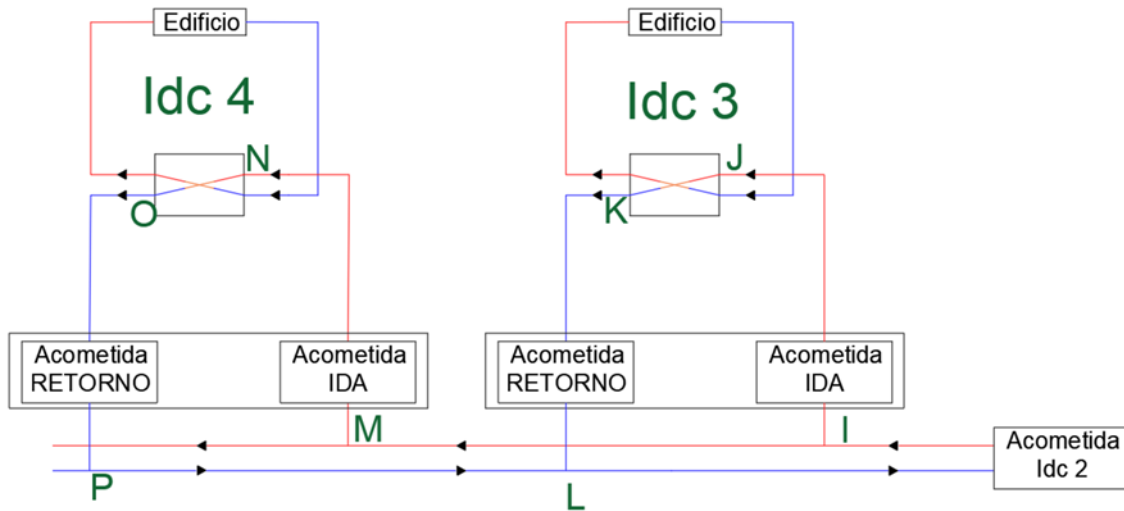 Edificio
Edificio
Idc 4
Idc 3
N
J
O
K
Acometida
RETORNO
Acometida
IDA
Acometida
RETORNO
Acometida
IDA
M
I
Acometida
Idc 2
P
L